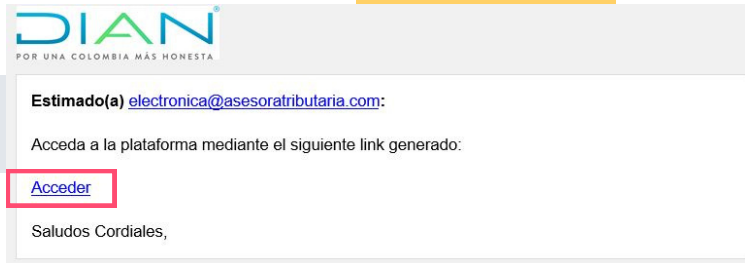 DIAN
POR UNA COLOMBIA MÁS HONESTA
Estimado(a) electronica@asesoratributaria.com:
Acceda a la plataforma mediante el siguiente link generado:
Acceder
Saludos Cordiales,